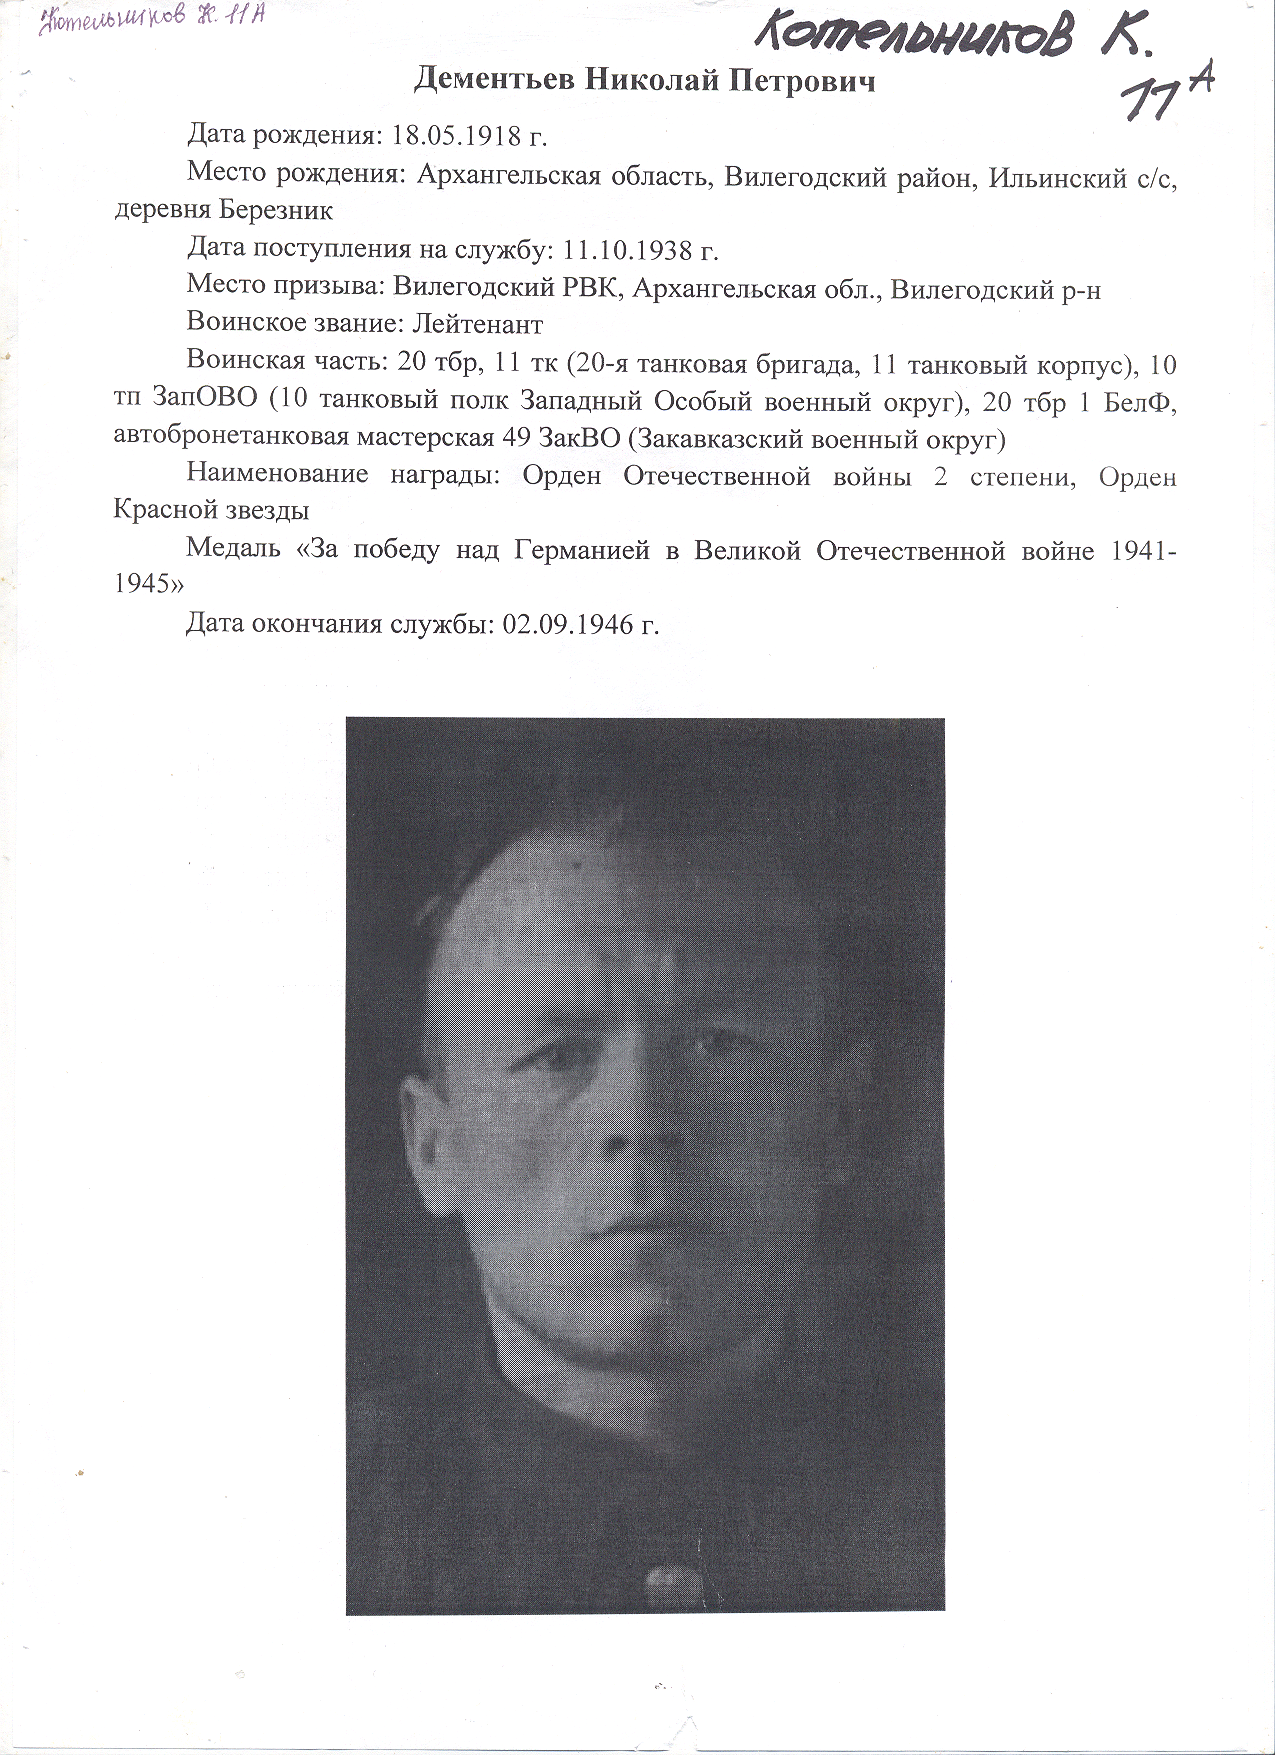 Котельников К. 11 А
Котельников К.
11 А
Дементьев Николай Петрович
Дата рождения: 18.05.1918 г.
Место рождения: Архангельская область, Вилегодский район, Ильинский с/с,
деревня Березник
Дата поступления на службу: 11.10.1938 г.
Место призыва: Вилегодский РВК, Архангельская обл., Вилегодский р-н
Воинское звание: Лейтенант
Воинская часть: 20 тбр, 11 тк (20-я танковая бригада, 11 танковый корпус), 10
тп ЗапОВО (10 танковый полк Западный Особый военный округ), 20 тбр 1 БелФ,
автобронетанковая мастерская 49 ЗакВО (Закавказский военный округ)
Наименование награды: Орден Отечественной войны 2 степени, Орден
Красной звезды
Медаль «За победу над Германией в Великой Отечественной войне 1941-
1945»
Дата окончания службы: 02.09.1946 г.